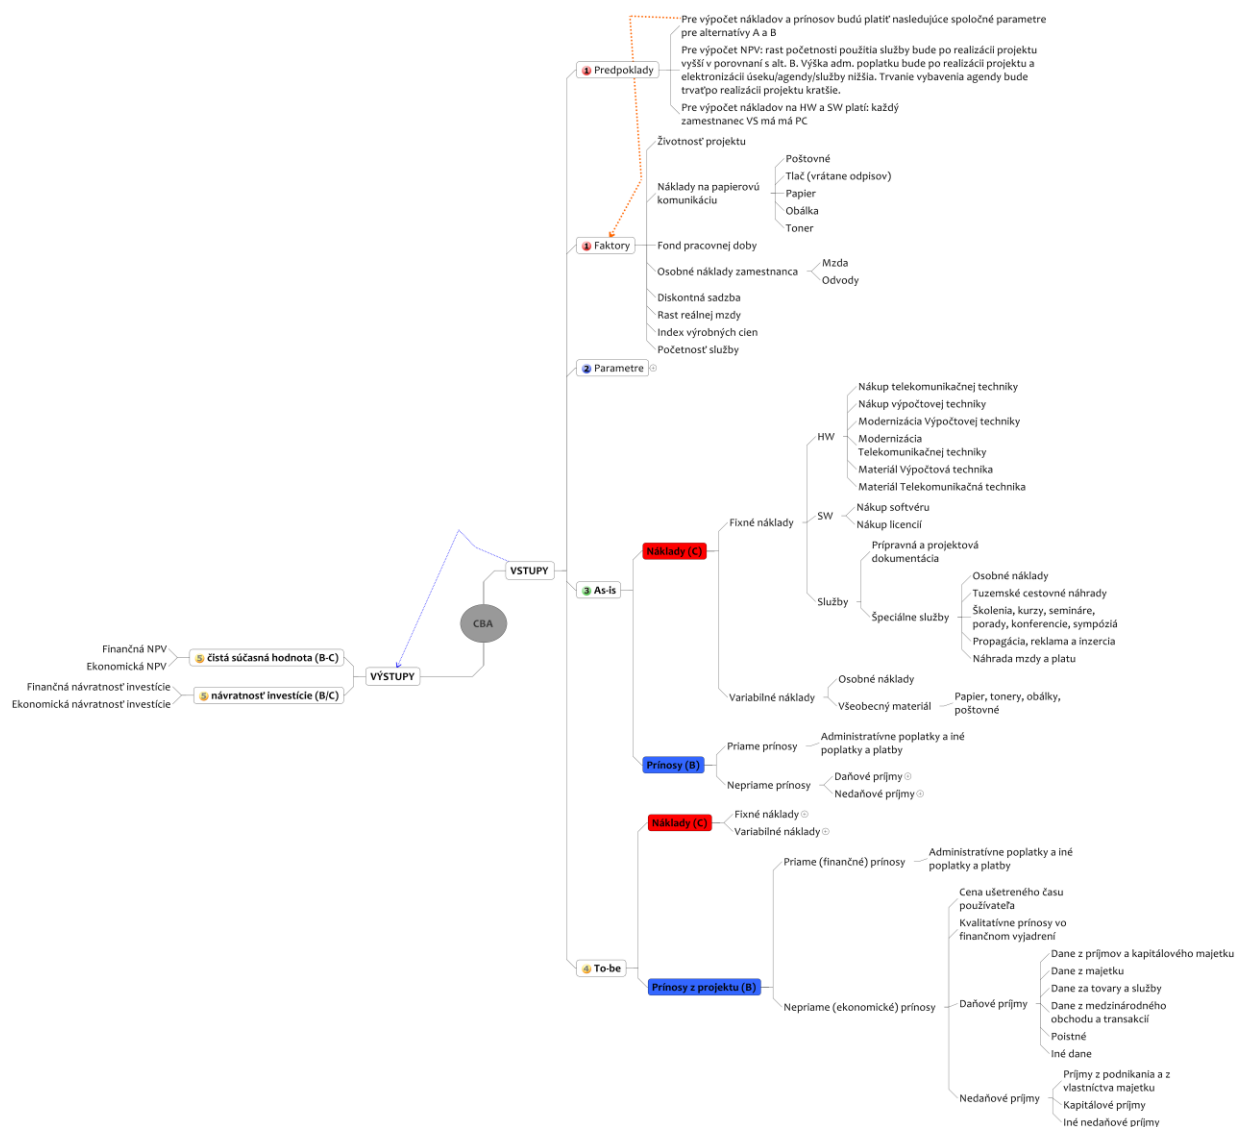 Pre výpočet nákladov a prínosov budú platiť nasledujúce spoločné parametre
pre alternatívy A a B
1 Predpoklady
Pre výpočet NPV: rast početnosti použitia služby bude po realizácii projektu
vyšší v porovnaní s alt. B. Výška adm. poplatku bude po realizácii projektu a
elektronizácii úseku/agendy/služby nižšia. Trvanie vybavenia agendy bude
trvaťpo realizácii projektu kratšie.
Pre výpočet nákladov na HW a SW platí: každý
zamestnanec VS má má PC
1 Faktory
Životnosť projektu
Náklady na papierovú
komunikáciu
Poštovné
Tlač (vrátane odpisov)
Papier
Obálka
Toner
Fond pracovnej doby
Osobné náklady zamestnanca
Mzda
Odvody
Diskontná sadzba
Rast reálnej mzdy
Index výrobných cien
Početnosť služby
2 Parametre
VSTUPY
3 As-is
Náklady (C)
Fixné náklady
HW
Nákup telekomunikačnej techniky
Nákup výpočtovej techniky
Modernizácia Výpočtovej techniky
Modernizácia
Telekomunikačnej techniky
Materiál Výpočtová technika
Materiál Telekomunikačná technika
SW
Nákup softvéru
Nákup licencií
Služby
Prípravná a projektová
dokumentácia
Špeciálne služby
Osobné náklady
Tuzemské cestovné náhrady
Školenia, kurzy, semináre,
porady, konferencie, sympóziá
Propagácia, reklama a inzercia
Náhrada mzdy a platu
Variabilné náklady
Osobné náklady
Všeobecný materiál
Papier, tonery, obálky,
poštovné
Prínosy (B)
Priame prínosy
Administratívne poplatky a iné
poplatky a platby
Nepriame prínosy
Daňové príjmy
Nedaňové príjmy
4 To-be
Náklady (C)
Fixné náklady
Variabilné náklady
Prínosy z projektu (B)
Priame (finančné) prínosy
Administratívne poplatky a iné
poplatky a platby
Nepriame (ekonomické) prínosy
Cena ušetreného času
používateľa
Kvalitatívne prínosy vo
finančnom vyjadrení
Daňové príjmy
Dane z príjmov a kapitálového majetku
Dane z majetku
Dane za tovary a služby
Dane z medzinárodného
obchodu a transakcií
Poistné
Iné dane
Nedaňové príjmy
Príjmy z podnikania a z
vlastníctva majetku
Kapitálové príjmy
Iné nedaňové príjmy
CBA
VÝSTUPY
5 čistá súčasná hodnota (B-C)
Finančná NPV
Ekonomická NPV
5 návratnosť investície (B/C)
Finančná návratnosť investície
Ekonomická návratnosť investície